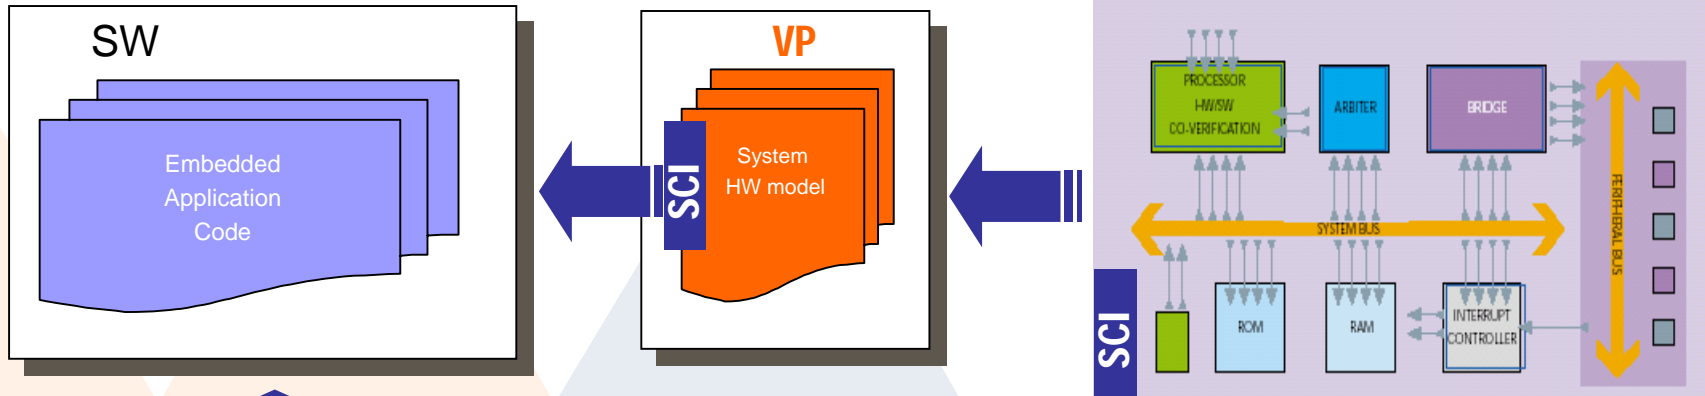 SW
Embedded
Application
Code
VP
System
HW model
SCI
PROCESSOR
HW/SW
CO-VERIFICATION
ARBITER
BRIDGE
SYSTEM BUS
PERIPHERAL BUS
ROM
RAM
INTERRUPT
CONTROLLER
SCI